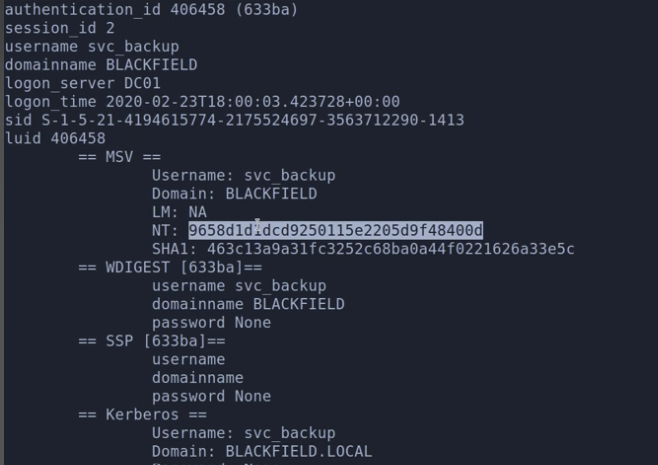 authentication_id 406458 (633ba)
session_id 2
username svc_backup
domainname BLACKFIELD
logon_server DC01
logon_time 2020-02-23T18:00:03.423728+00:00
sid S-1-5-21-4194615774-2175524697-3563712290-1413
luid 406458
== MSV ==
Username: svc_backup
Domain: BLACKFIELD
LM: NA
NT: 9658d1d1dcd9250115e2205d9f48400d
SHA1: 463c13a9a31fc3252c68ba0a44f0221626a33e5c
== WDIGEST [633ba]==
username svc_backup
domainname BLACKFIELD
password None
== SSP [633ba]==
username
domainname
password None
== Kerberos ==
Username: svc_backup
Domain: BLACKFIELD.LOCAL